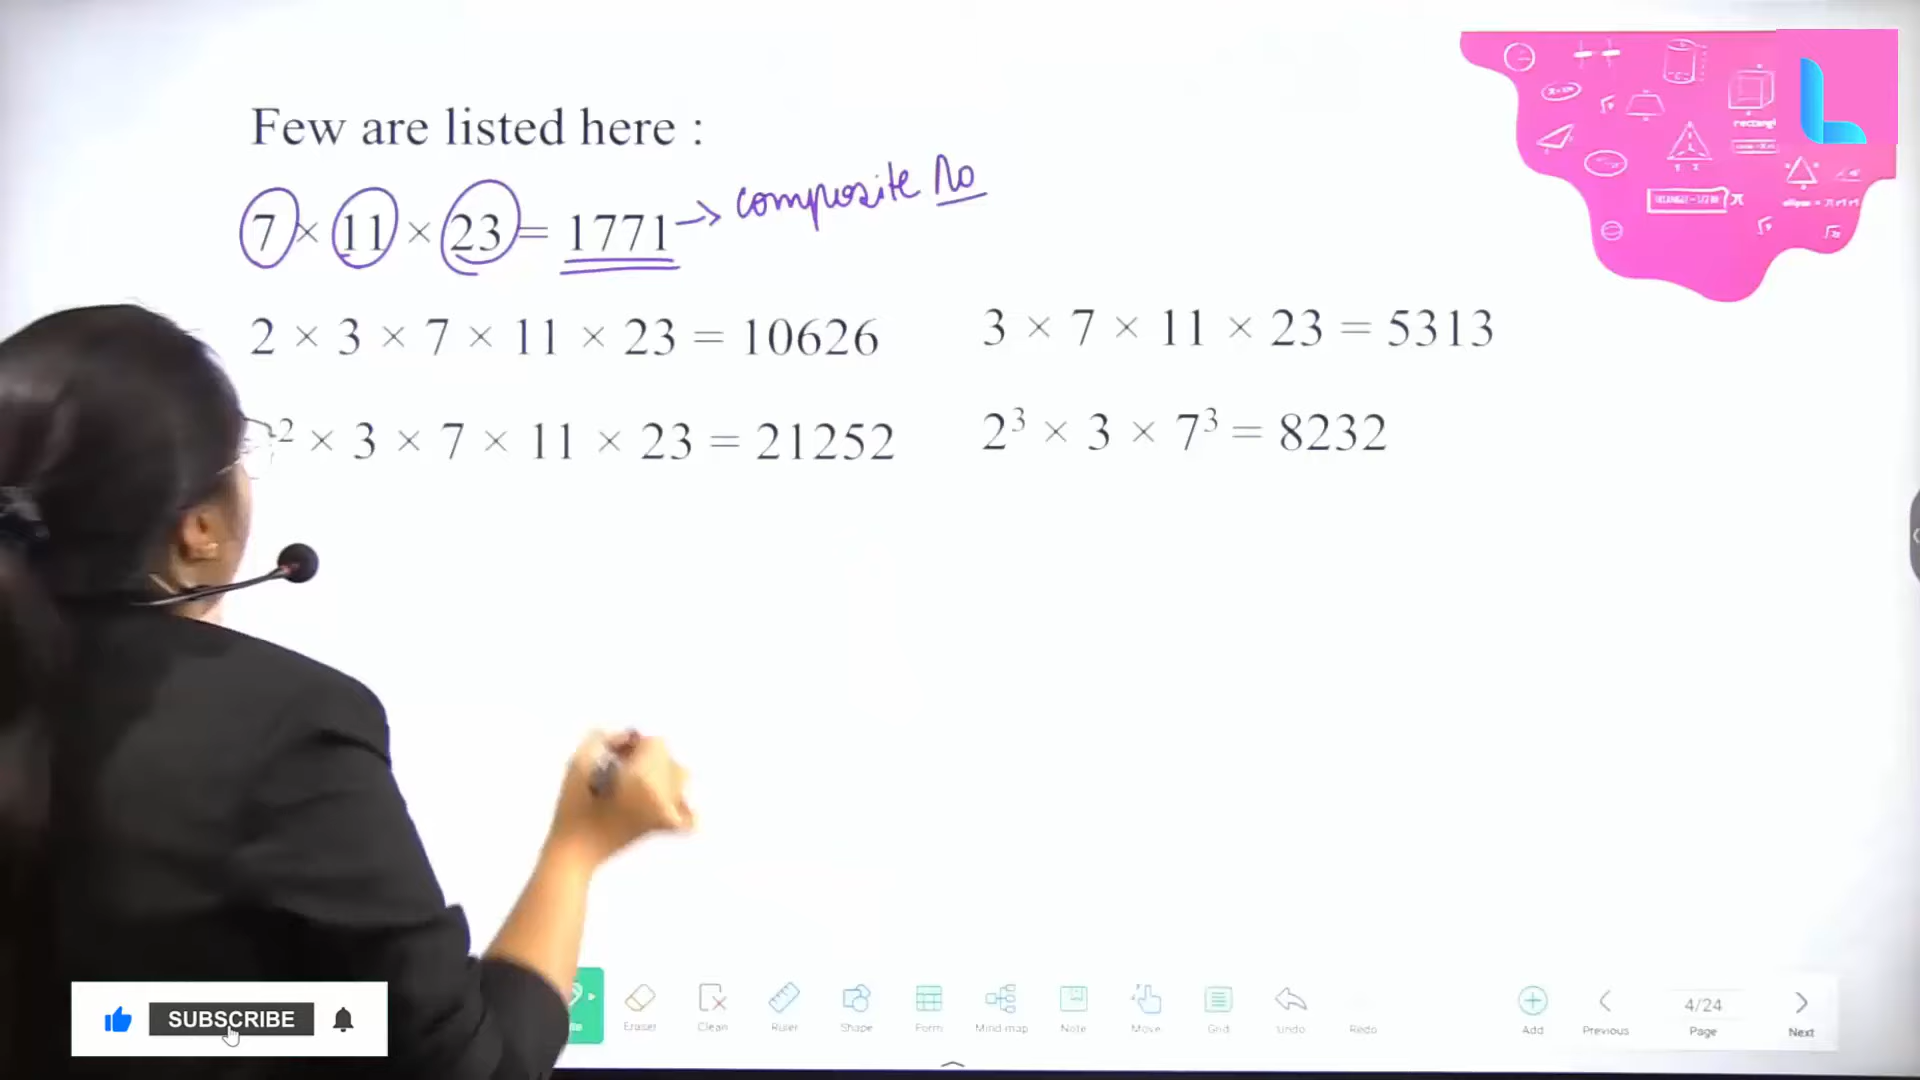 Few are listed here :
7 × 11 × 23 = 1771 → composite No
2 × 3 × 7 × 11 × 23 = 10626
3 × 7 × 11 × 23 = 5313
² × 3 × 7 × 11 × 23 = 21252
2³ × 3 × 7³ = 8232
SUBSCRIBE
Eraser Clean Ruler Shape Form Mind map Note Move Grid Undo Redo
Add Previous 4/24 Page Next